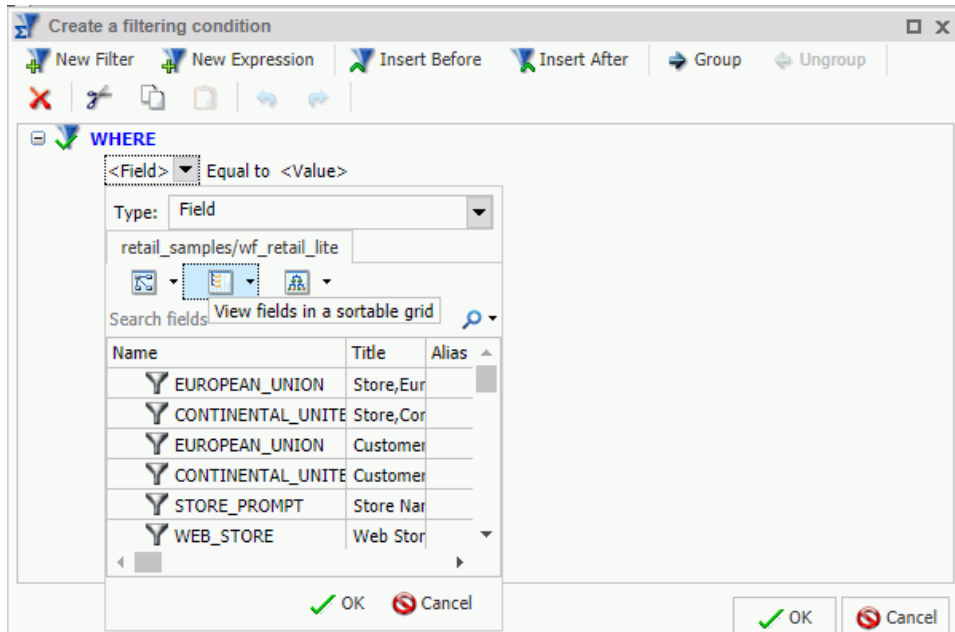 Create a filtering condition
New Filter New Expression Insert Before Insert After Group Ungroup
WHERE
<Field> Equal to <Value>
Type: Field
retail_samples/wf_retail_lite
View fields in a sortable grid
Search fields
Name Title Alias
EUROPEAN_UNION Store,Eur
CONTINENTAL_UNITE Store,Cor
EUROPEAN_UNION Customer
CONTINENTAL_UNITE Customer
STORE_PROMPT Store Nar
WEB_STORE Web Stor
OK Cancel
OK Cancel